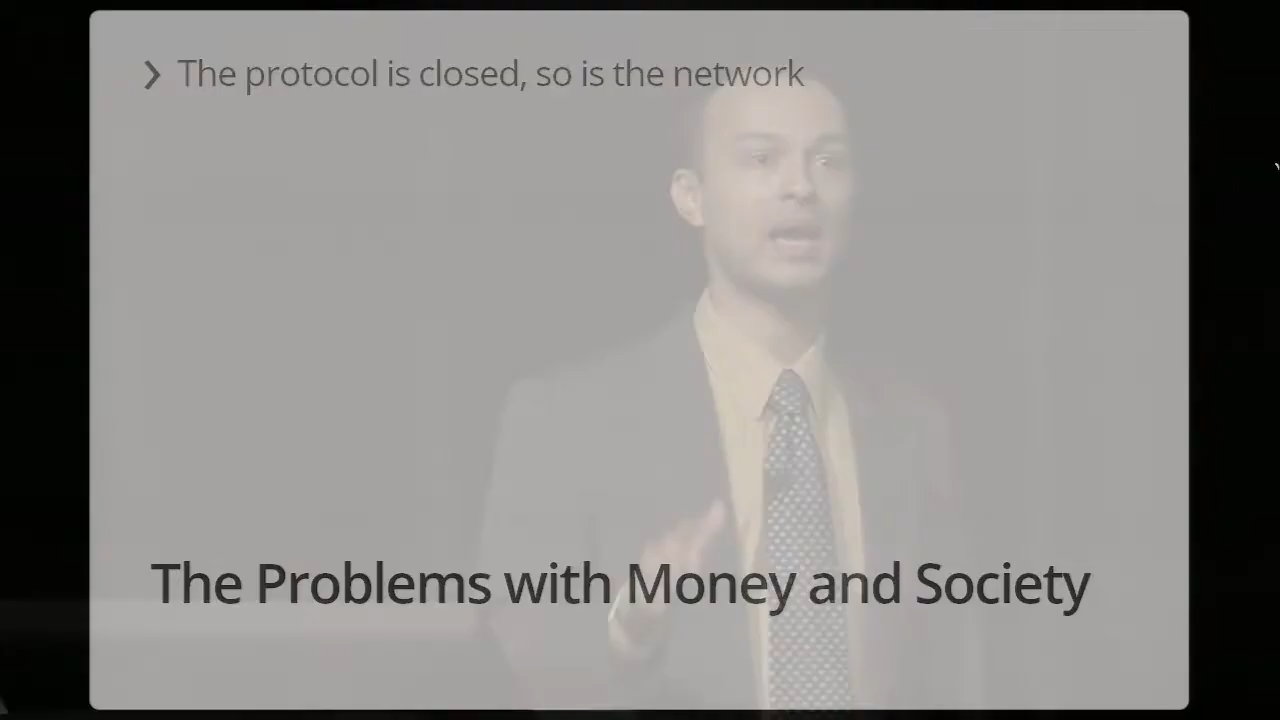 The protocol is closed, so is the network
The Problems with Money and Society